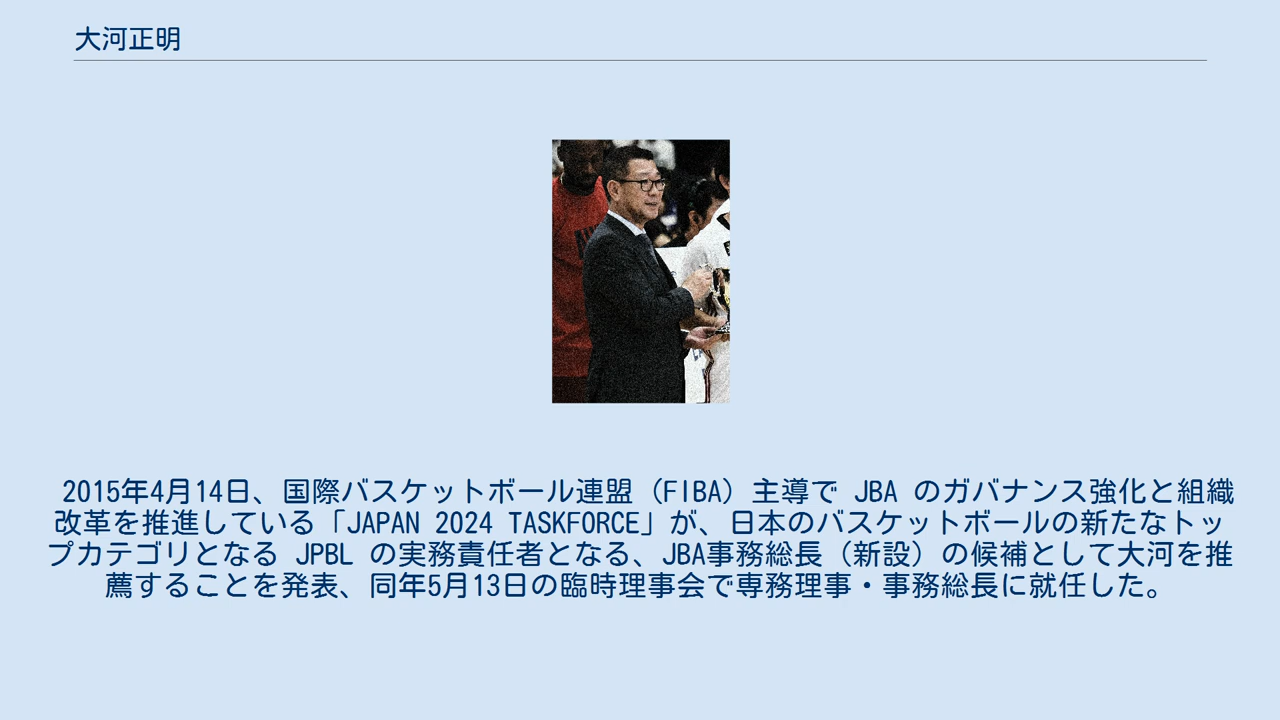 大河正明
2015年4月14日、国際バスケットボール連盟（FIBA）主導で JBA のガバナンス強化と組織
改革を推進している「JAPAN 2024 TASKFORCE」が、日本のバスケットボールの新たなトッ
プカテゴリとなる JPBL の実務責任者となる、JBA事務総長（新設）の候補として大河を推
薦することを発表、同年5月13日の臨時理事会で専務理事・事務総長に就任した。